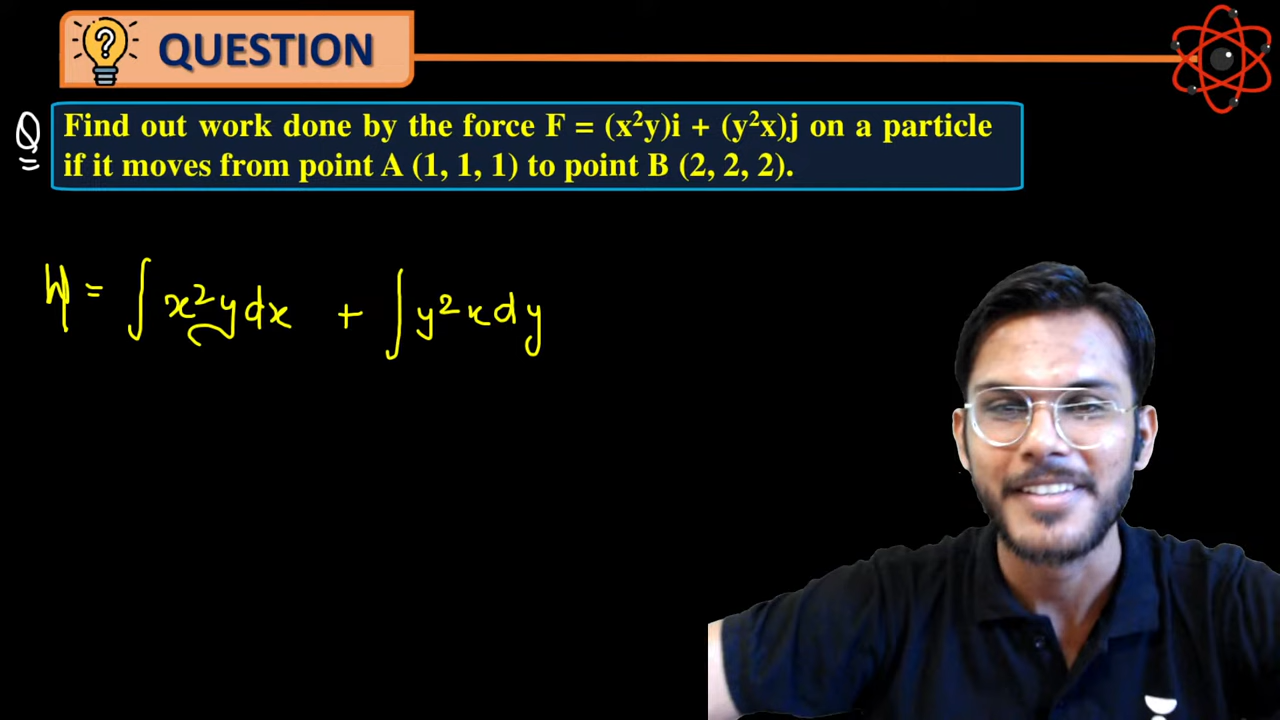 QUESTION
Q
Find out work done by the force F = (x²y)i + (y²x)j on a particle
if it moves from point A (1, 1, 1) to point B (2, 2, 2).
W = ∫ x²y dx + ∫ y²x dy